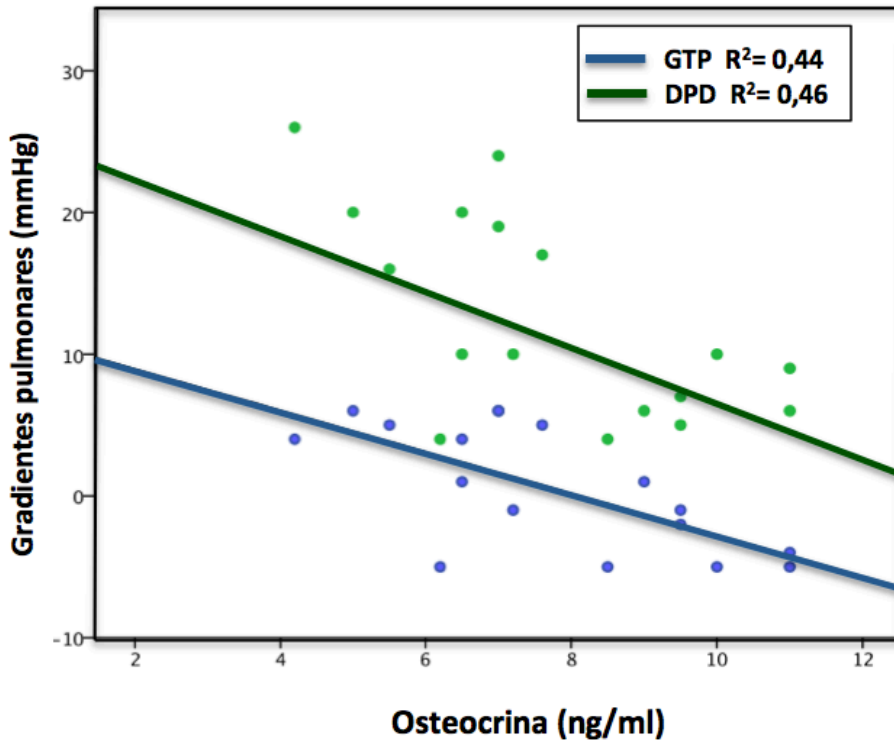 GTP R²= 0,44
DPD R²= 0,46
Gradientes pulmonares (mmHg)
30
20
10
0
-10
2 4 6 8 10 12
Osteocrina (ng/ml)